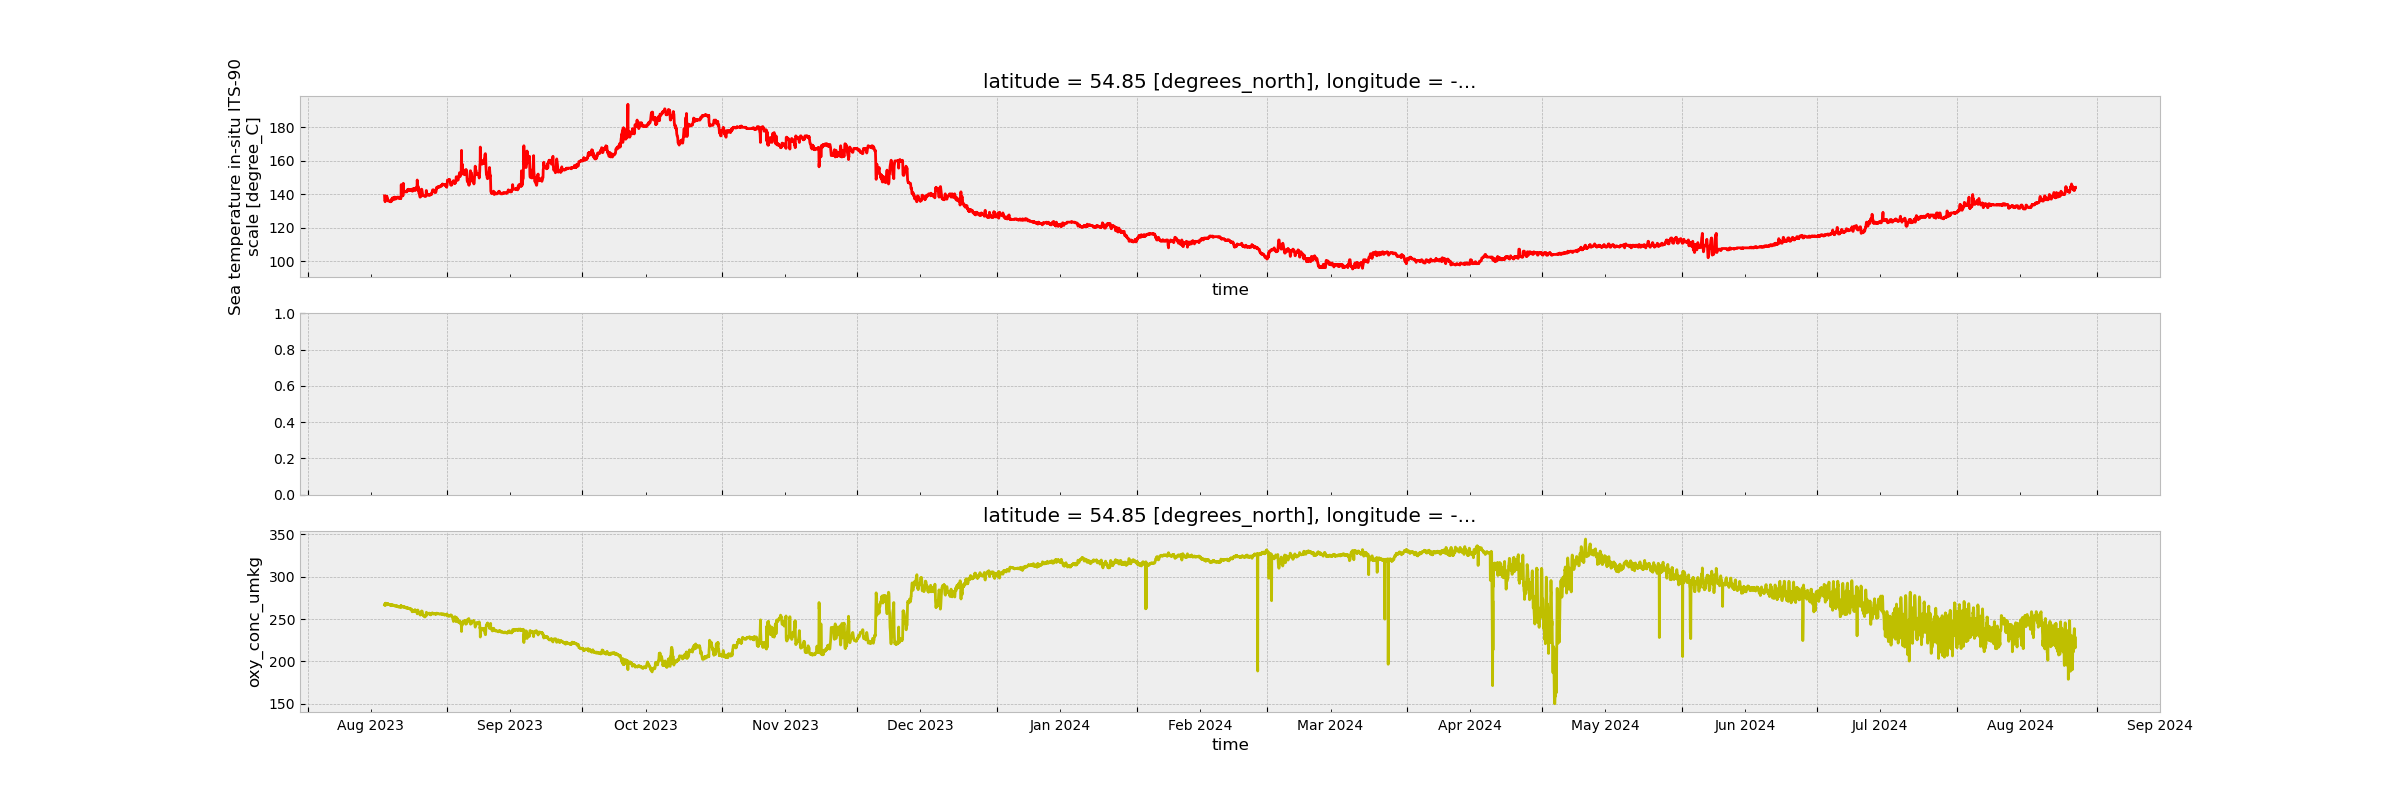 latitude = 54.85 [degrees_north], longitude = -...
Sea temperature in-situ ITS-90
scale [degree_C]
180
160
140
120
100
time
1.0
0.8
0.6
0.4
0.2
0.0
latitude = 54.85 [degrees_north], longitude = -...
oxy_conc_umkg
350
300
250
200
150
Aug 2023 Sep 2023 Oct 2023 Nov 2023 Dec 2023 Jan 2024 Feb 2024 Mar 2024 Apr 2024 May 2024 Jun 2024 Jul 2024 Aug 2024 Sep 2024
time